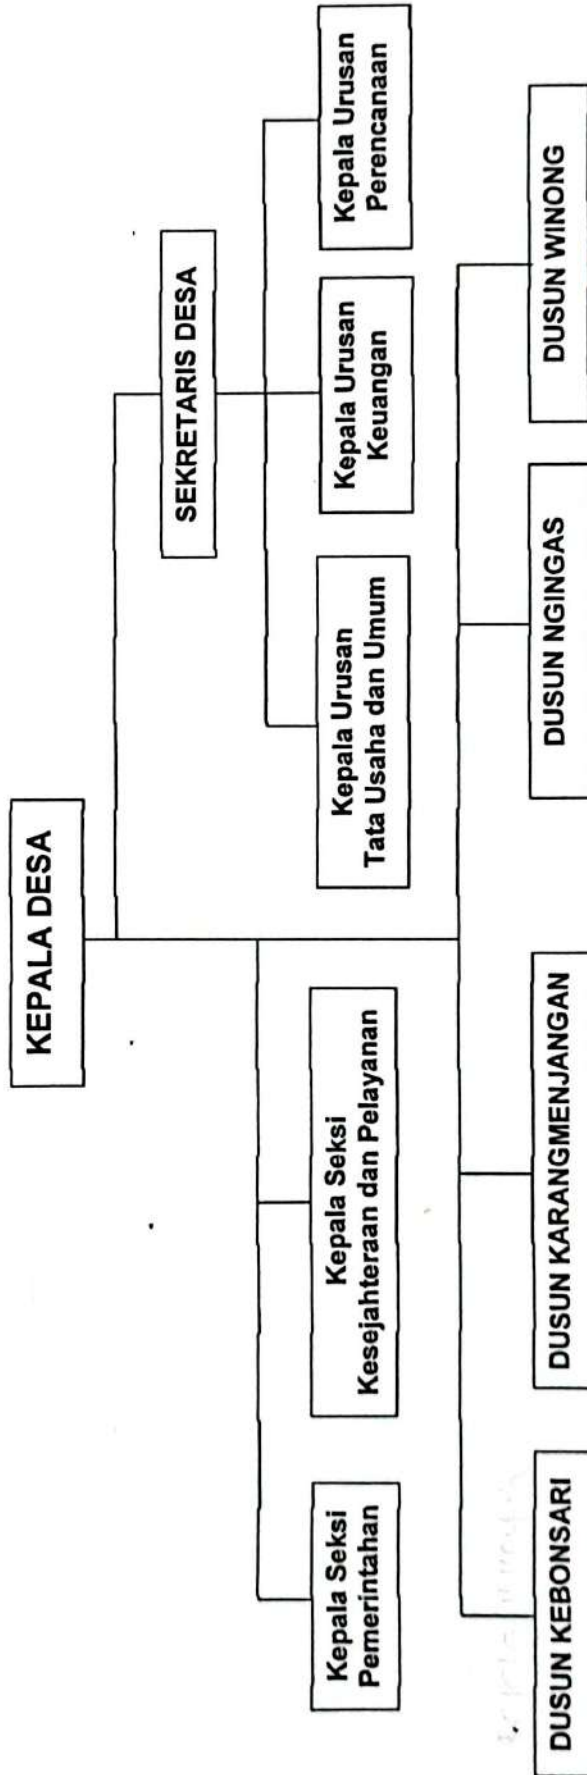 KEPALA DESA
SEKRETARIS DESA
Kepala Seksi
Pemerintahan
Kepala Seksi
Kesejahteraan dan Pelayanan
Kepala Urusan
Tata Usaha dan Umum
Kepala Urusan
Keuangan
Kepala Urusan
Perencanaan
DUSUN KEBONSARI
DUSUN KARANGMENJANGAN
DUSUN NGINGAS
DUSUN WINONG